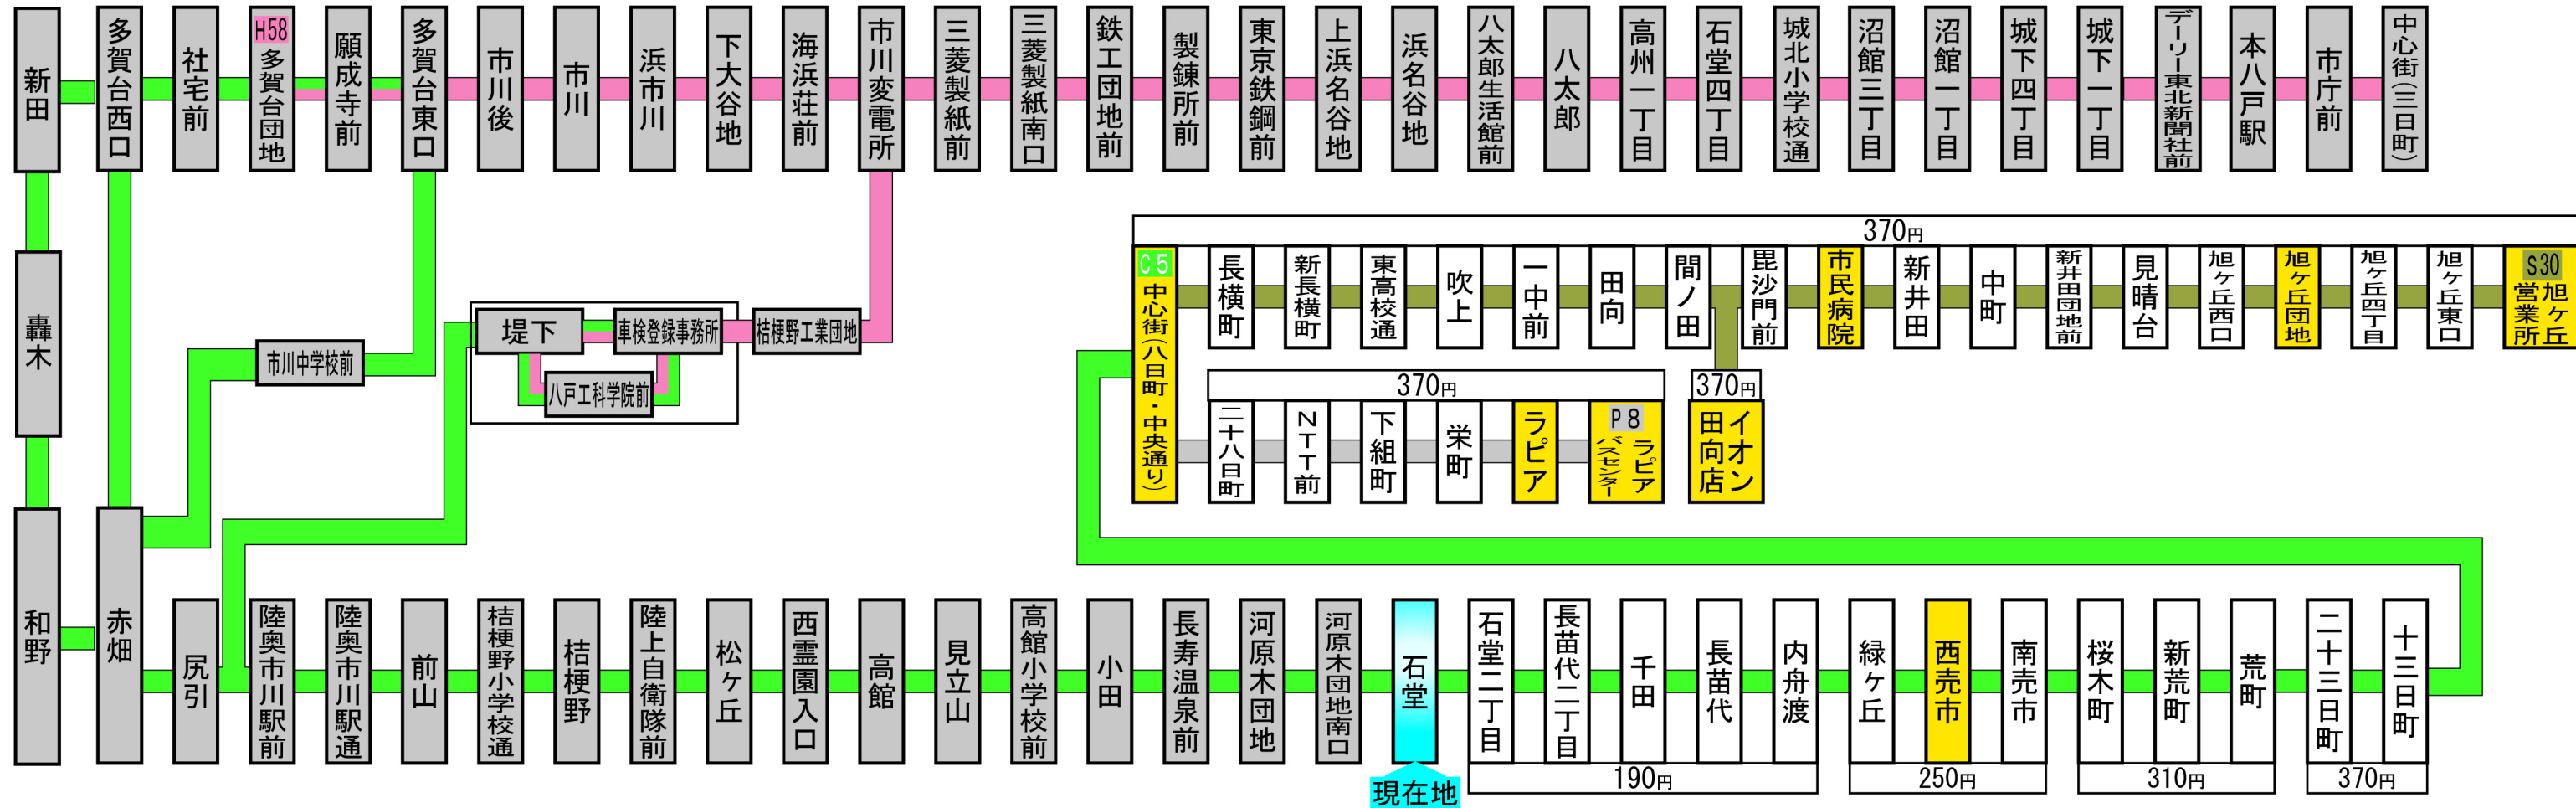 新田
多賀台西口
社宅前
H58
多賀台団地
願成寺前
多賀台東口
市川後
市川
浜市川
下大谷地
海浜荘前
市川変電所
三菱製紙前
三菱製紙南口
鉄工団地前
製錬所前
東京鉄鋼前
上浜名谷地
浜名谷地
八太郎生活館前
八太郎
高州一丁目
石堂四丁目
城北小学校通
沼館三丁目
沼館一丁目
城下四丁目
城下一丁目
デーリー東北新聞社前
本八戸駅
市庁前
中心街(三日町)
370円
C5
中心街(八日町・中央通り)
長横町
新長横町
東高校通
吹上
一中前
田向
間ノ田
毘沙門前
市民病院
新井田
中町
新井田団地前
見晴台
旭ヶ丘西口
旭ヶ丘団地
旭ヶ丘四丁目
旭ヶ丘東口
S30
旭ヶ丘
営業所
轟木
市川中学校前
堤下
車検登録事務所
桔梗野工業団地
八戸工科学院前
370円
二十八日町
NTT前
下組町
栄町
ラピア
P8
ラピア
バスセンター
370円
イオン
田向店
和野
赤畑
尻引
陸奥市川駅前
陸奥市川駅通
前山
桔梗野小学校通
桔梗野
陸上自衛隊前
松ヶ丘
西霊園入口
高館
見立山
高館小学校前
小田
長寿温泉前
河原木団地
河原木団地南口
石堂
現在地
石堂二丁目
長苗代二丁目
千田
長苗代
内舟渡
190円
緑ヶ丘
西売市
南売市
250円
桜木町
新荒町
荒町
310円
二十三日町
十三日町
370円